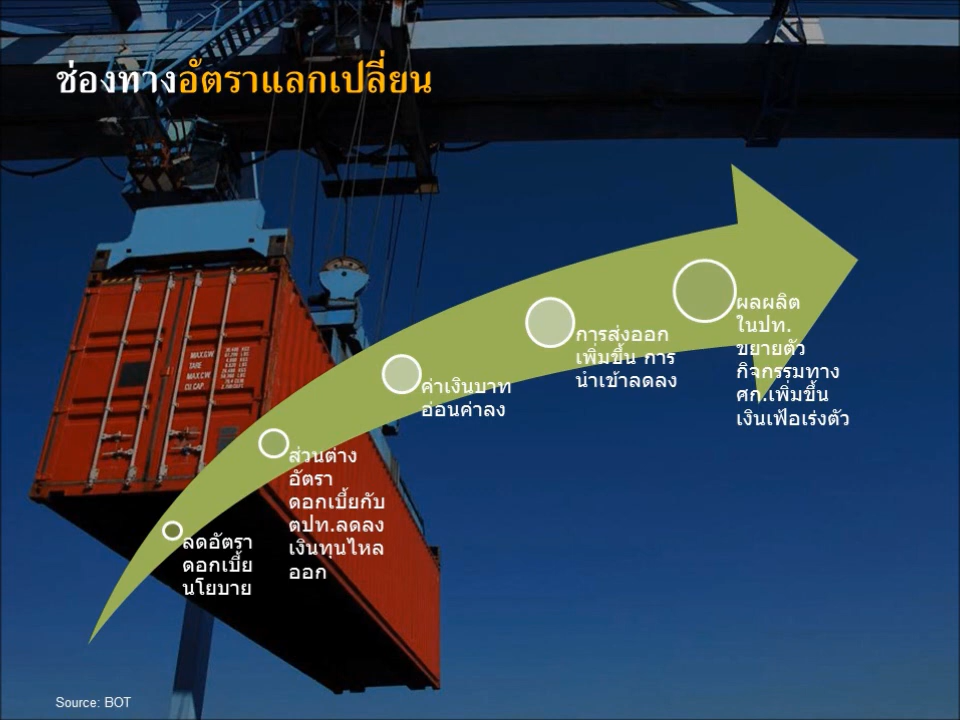 ช่องทางอัตราแลกเปลี่ยน
ผลผลิต
ในปท.
ขยายตัว
กิจกรรมทาง
ศก.เพิ่มขึ้น
เงินเฟ้อเร่งตัว
การส่งออก
เพิ่มขึ้น การ
นำเข้าลดลง
ค่าเงินบาท
อ่อนค่าลง
ส่วนต่าง
อัตรา
ดอกเบี้ยกับ
ตปท.ลดลง
เงินทุนไหล
ออก
ลดอัตรา
ดอกเบี้ย
นโยบาย
MAX.G.W.
TARE
MAX.C.W.
CU.CAP.
Source: BOT